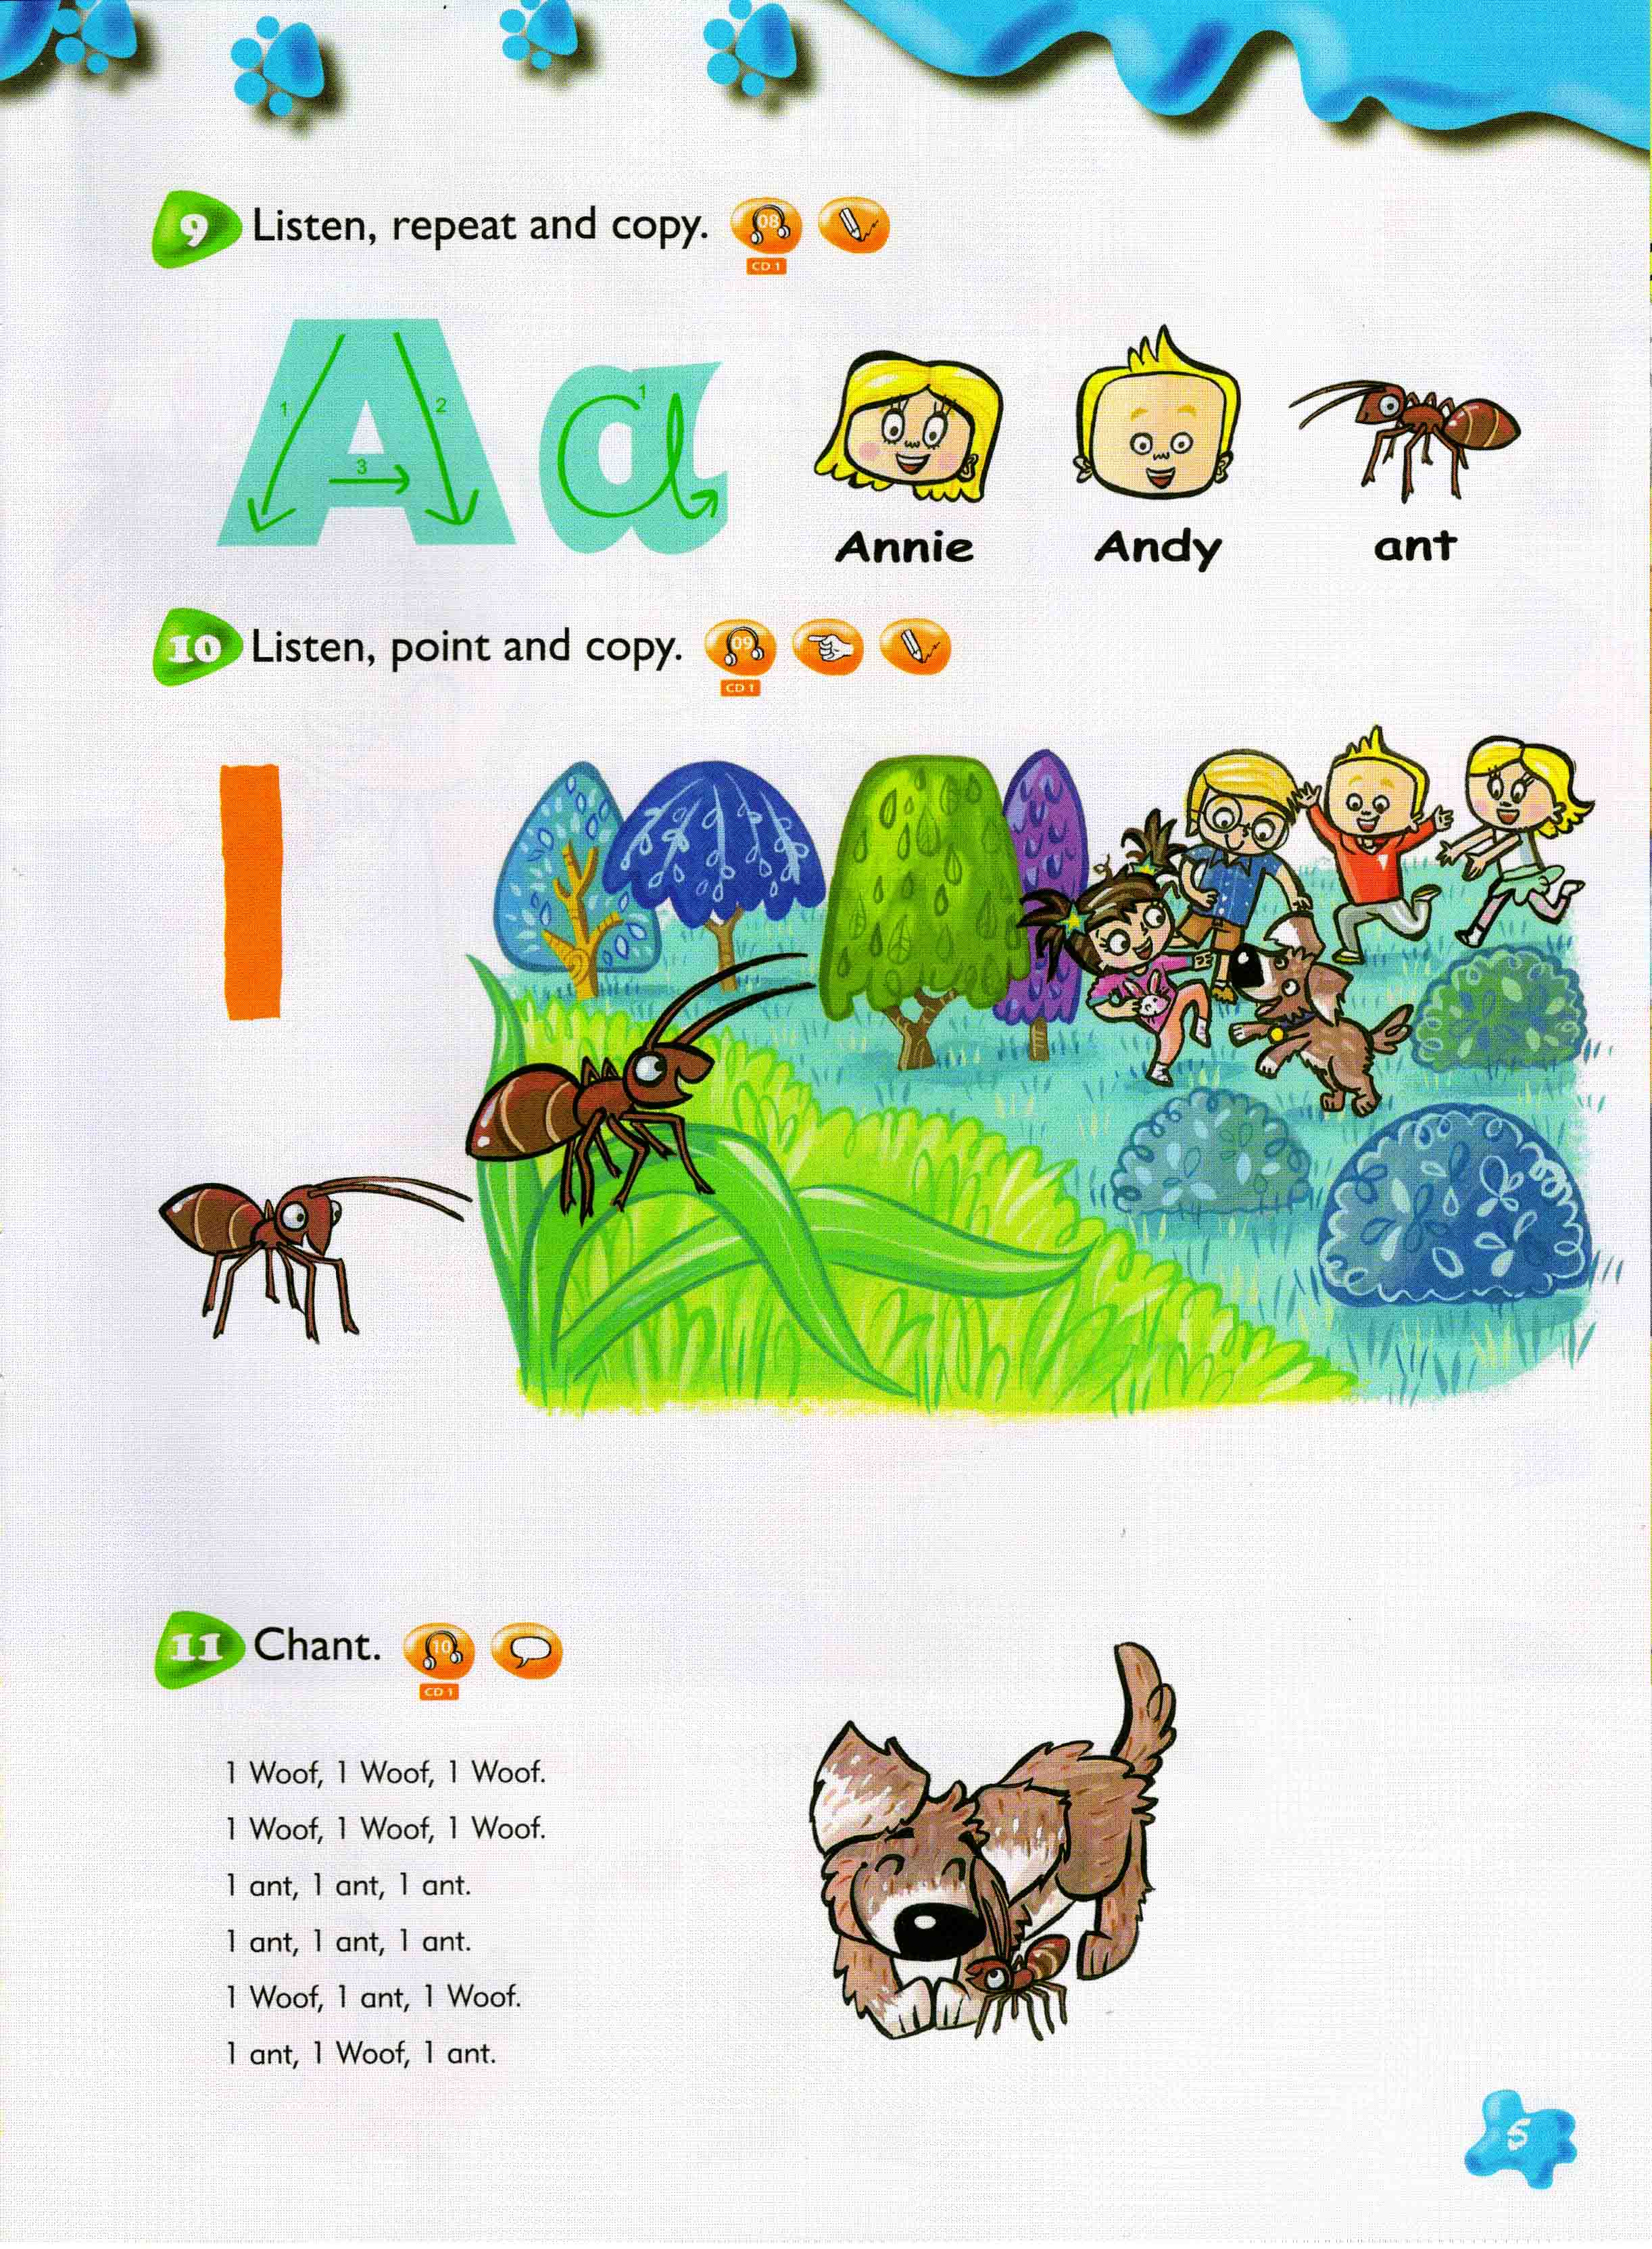 9 Listen, repeat and copy. 08
CD 1
A a
1 2 3 1
Annie Andy ant
10 Listen, point and copy. 09
CD 1
1
11 Chant. 10
CD 1
1 Woof, 1 Woof, 1 Woof.
1 Woof, 1 Woof, 1 Woof.
1 ant, 1 ant, 1 ant.
1 ant, 1 ant, 1 ant.
1 Woof, 1 ant, 1 Woof.
1 ant, 1 Woof, 1 ant.
5